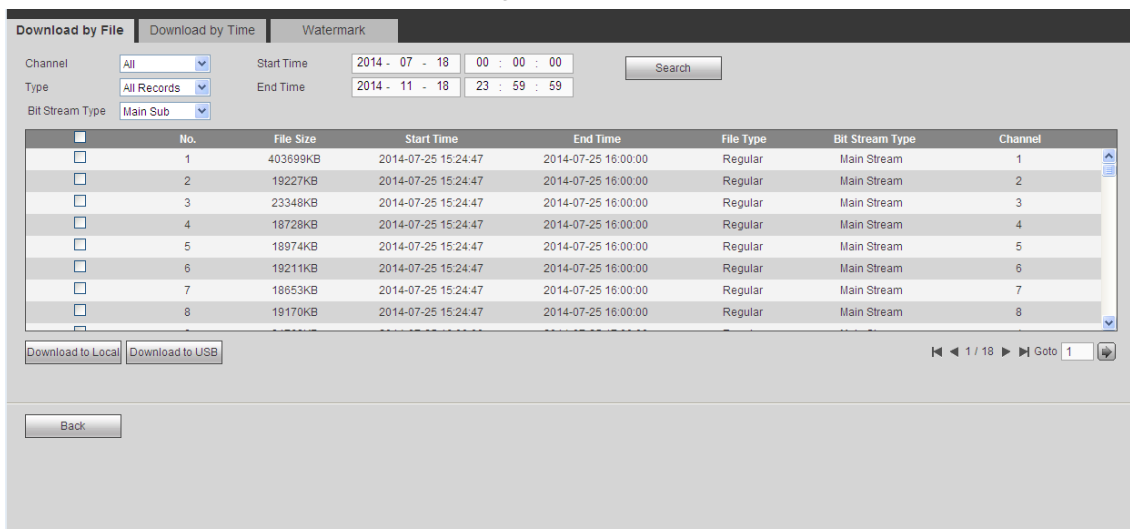 Download by File Download by Time Watermark
Channel All Start Time 2014 - 07 - 18 00 : 00 : 00 Search
Type All Records End Time 2014 - 11 - 18 23 : 59 : 59
Bit Stream Type Main Sub
No. File Size Start Time End Time File Type Bit Stream Type Channel
1 403699KB 2014-07-25 15:24:47 2014-07-25 16:00:00 Regular Main Stream 1
2 19227KB 2014-07-25 15:24:47 2014-07-25 16:00:00 Regular Main Stream 2
3 23348KB 2014-07-25 15:24:47 2014-07-25 16:00:00 Regular Main Stream 3
4 18728KB 2014-07-25 15:24:47 2014-07-25 16:00:00 Regular Main Stream 4
5 18974KB 2014-07-25 15:24:47 2014-07-25 16:00:00 Regular Main Stream 5
6 19211KB 2014-07-25 15:24:47 2014-07-25 16:00:00 Regular Main Stream 6
7 18653KB 2014-07-25 15:24:47 2014-07-25 16:00:00 Regular Main Stream 7
8 19170KB 2014-07-25 15:24:47 2014-07-25 16:00:00 Regular Main Stream 8
Download to Local Download to USB 1 / 18 Goto 1
Back